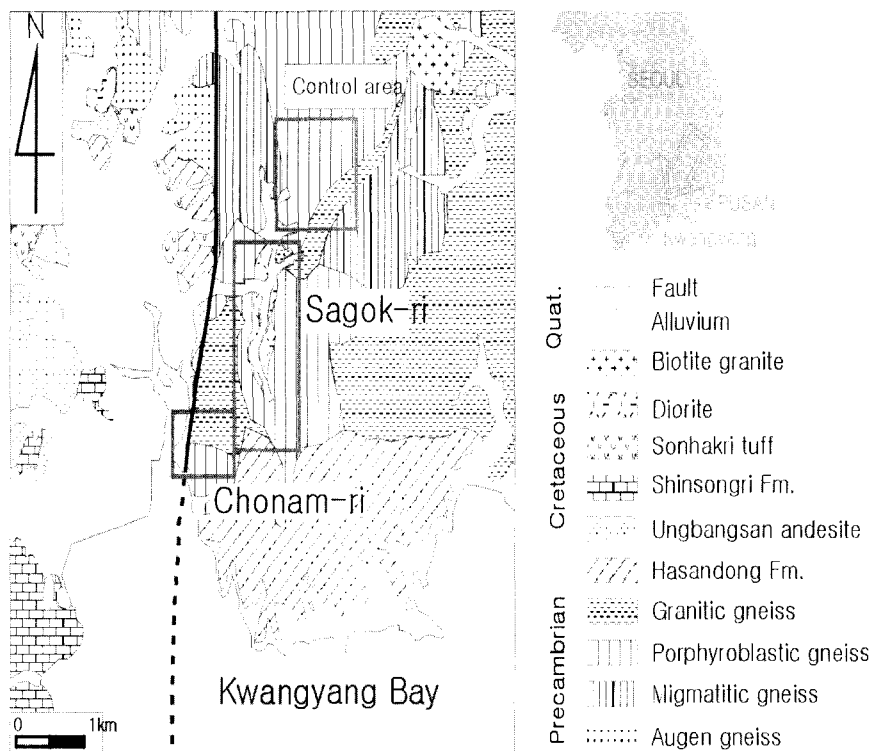 N
Control area
Sagok-ri
Chonam-ri
Kwangyang Bay
0 1km
SEOUL
PUSAN
Kwangyang
Quat.
Cretaceous
Precambrian
Fault
Alluvium
Biotite granite
Diorite
Sonhakri tuff
Shinsongri Fm.
Ungbangsan andesite
Hasandong Fm.
Granitic gneiss
Porphyroblastic gneiss
Migmatitic gneiss
Augen gneiss